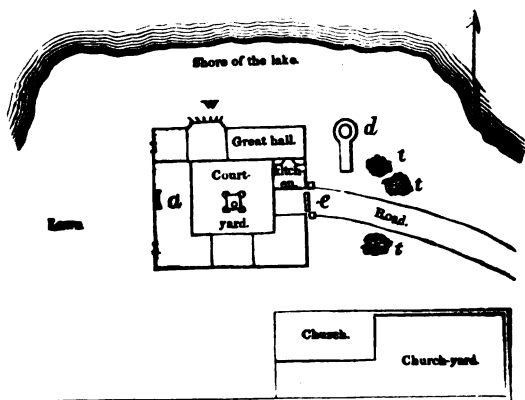 Shore of the lake.
W
Great hall.
d
Kitch-
en.
t
t
Court-
yard.
a
e
Road.
Lawn
t
Church.
Church-yard.